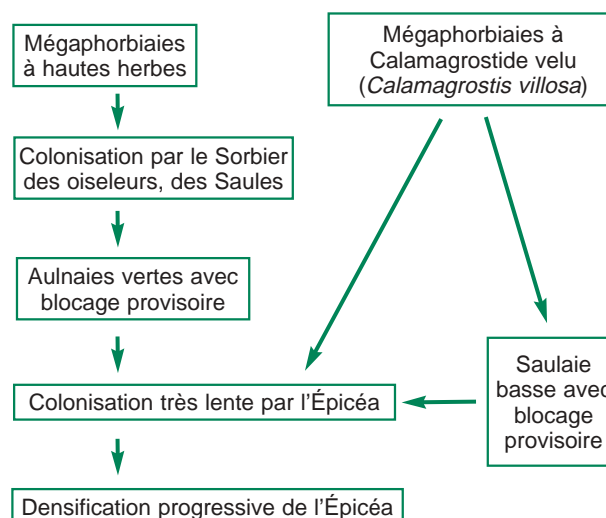 Mégaphorbiaies
à hautes herbes
Mégaphorbiaies à
Calamagrostide velu
(Calamagrostis villosa)
Colonisation par le Sorbier
des oiseleurs, des Saules
Aulnaies vertes avec
blocage provisoire
Saulaie
basse avec
blocage
provisoire
Colonisation très lente par l'Épicéa
Densification progressive de l'Épicéa